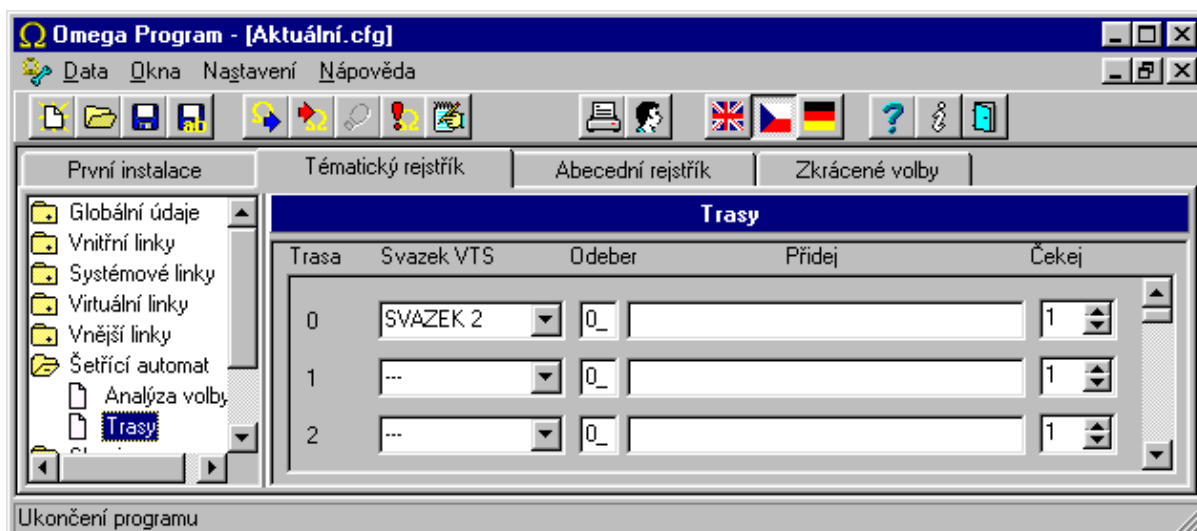 Omega Program - [Aktuální.cfg]
Data Okna Nastavení Nápověda
První instalace Tématický rejstřík Abecední rejstřík Zkrácené volby
Globální údaje
Vnitřní linky
Systémové linky
Virtuální linky
Vnější linky
Šetřící automat
Analýza volby
Trasy
Trasy
Trasa Svazek VTS Odeber Přidej Čekej
0 SVAZEK 2 0_ 1
1 --- 0_ 1
2 --- 0_ 1
Ukončení programu